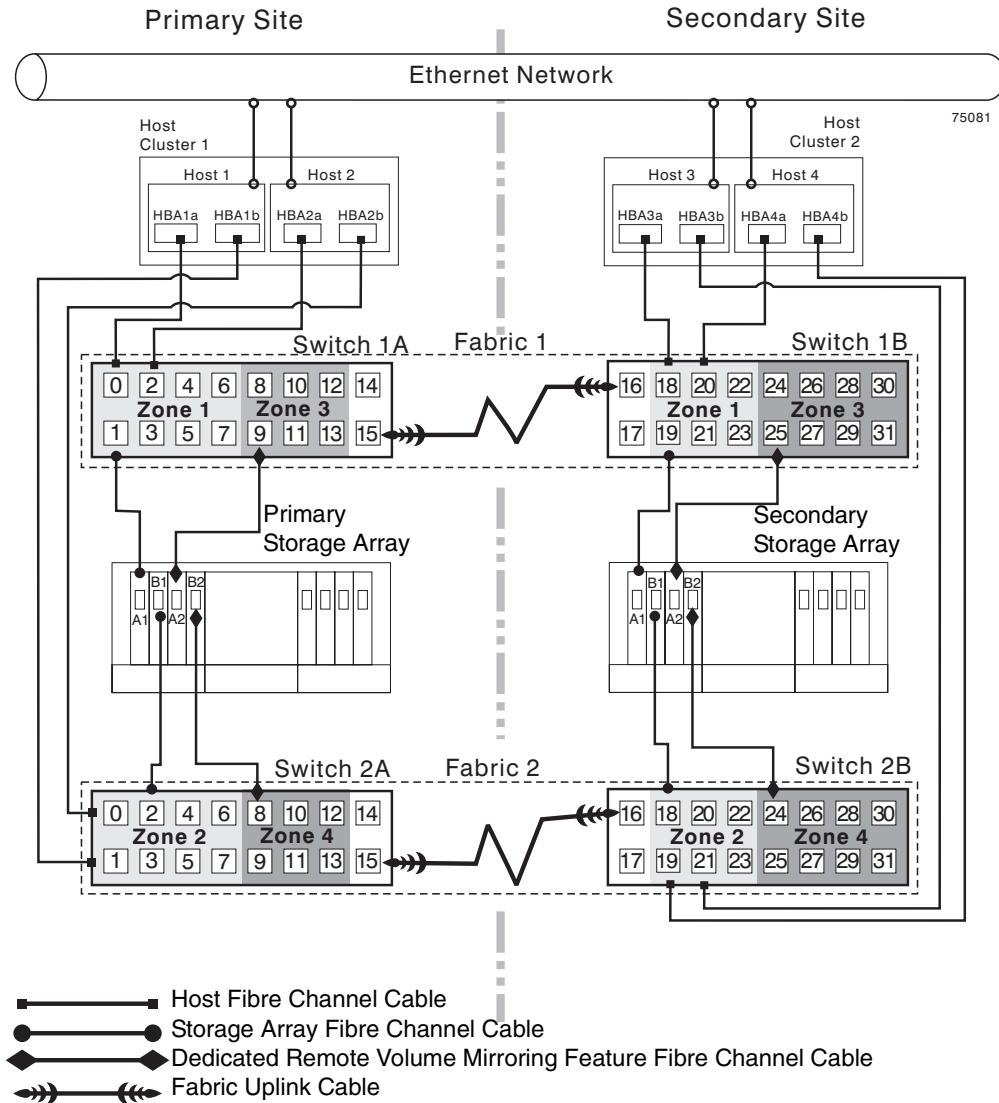 Primary Site
Secondary Site
Ethernet Network
75081
Host
Cluster 1
Host
Cluster 2
Host 1
Host 2
Host 3
Host 4
HBA1a
HBA1b
HBA2a
HBA2b
HBA3a
HBA3b
HBA4a
HBA4b
Switch 1A
Fabric 1
Switch 1B
0 2 4 6 8 10 12 14
Zone 1 Zone 3
1 3 5 7 9 11 13 15
16 18 20 22 24 26 28 30
Zone 1 Zone 3
17 19 21 23 25 27 29 31
Primary
Storage Array
Secondary
Storage Array
B1 B2
A1 A2
B1 B2
A1 A2
Switch 2A
Fabric 2
Switch 2B
0 2 4 6 8 10 12 14
Zone 2 Zone 4
1 3 5 7 9 11 13 15
16 18 20 22 24 26 28 30
Zone 2 Zone 4
17 19 21 23 25 27 29 31
Host Fibre Channel Cable
Storage Array Fibre Channel Cable
Dedicated Remote Volume Mirroring Feature Fibre Channel Cable
Fabric Uplink Cable